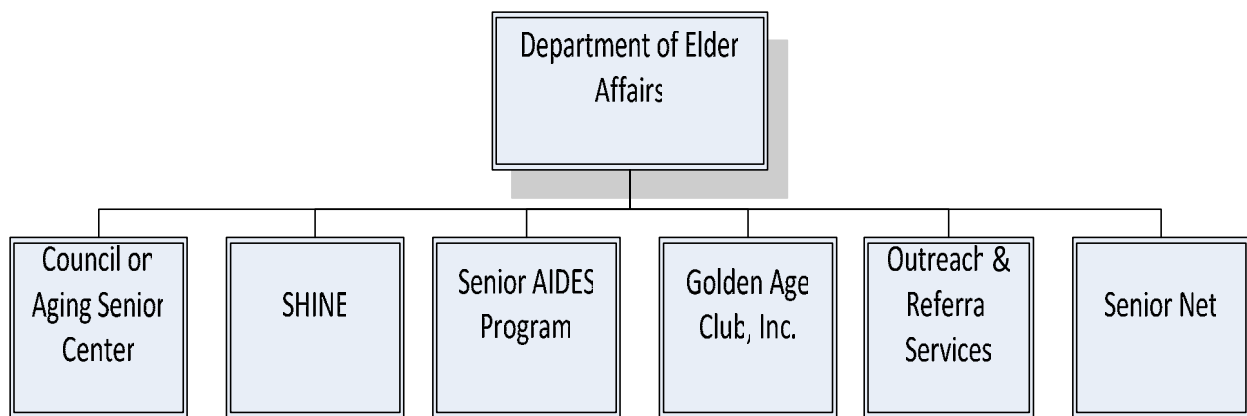 Department of Elder
Affairs
Council on
Aging Senior
Center
SHINE
Senior AIDES
Program
Golden Age
Club, Inc.
Outreach &
Referra
Services
Senior Net